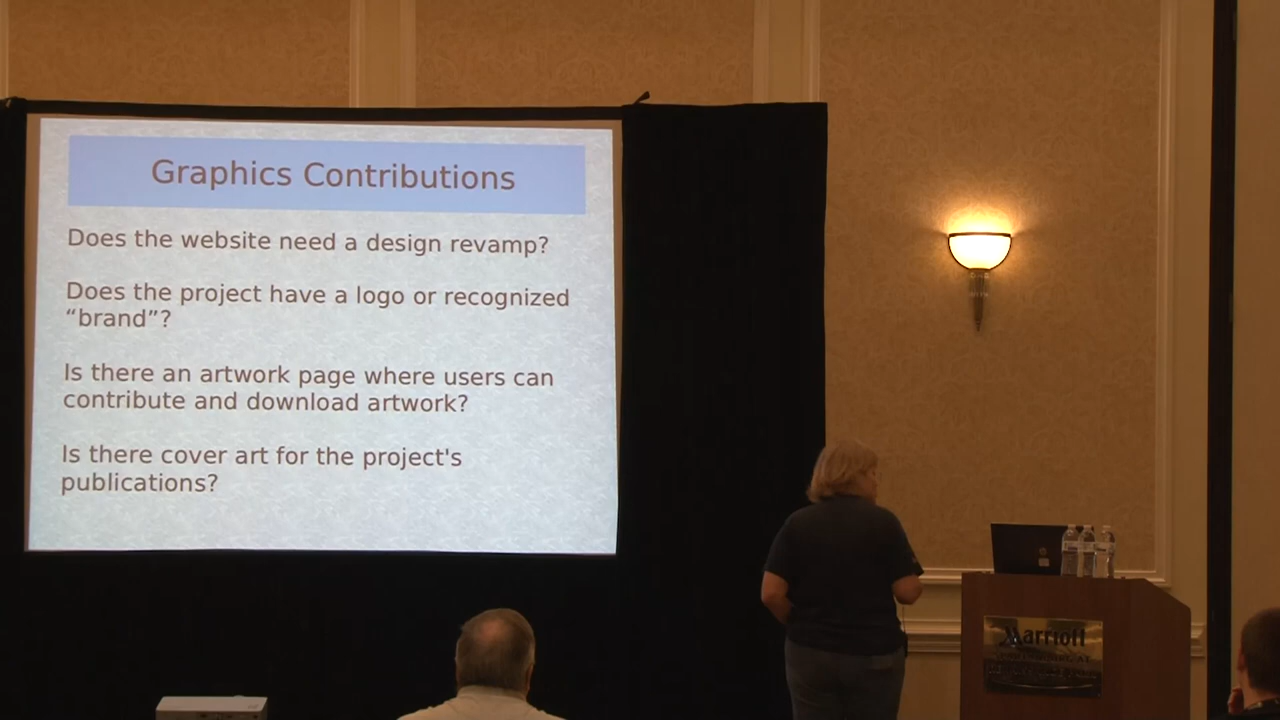 Graphics Contributions
Does the website need a design revamp?
Does the project have a logo or recognized
“brand”?
Is there an artwork page where users can
contribute and download artwork?
Is there cover art for the project's
publications?
Marriott